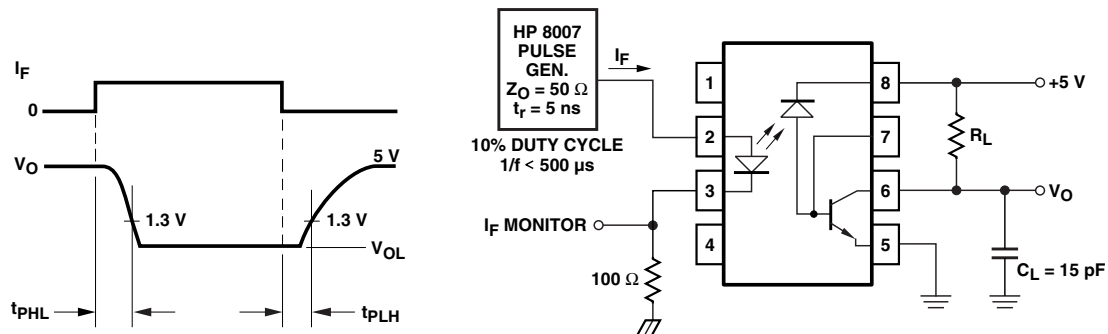 I_F
0
V_O
5 V
1.3 V
1.3 V
V_OL
t_PHL
t_PLH
HP 8007
PULSE
GEN.
Z_O = 50 Ω
t_r = 5 ns
I_F
10% DUTY CYCLE
1/f < 500 µs
I_F MONITOR
100 Ω
1
2
3
4
8
7
6
5
+5 V
R_L
V_O
C_L = 15 pF